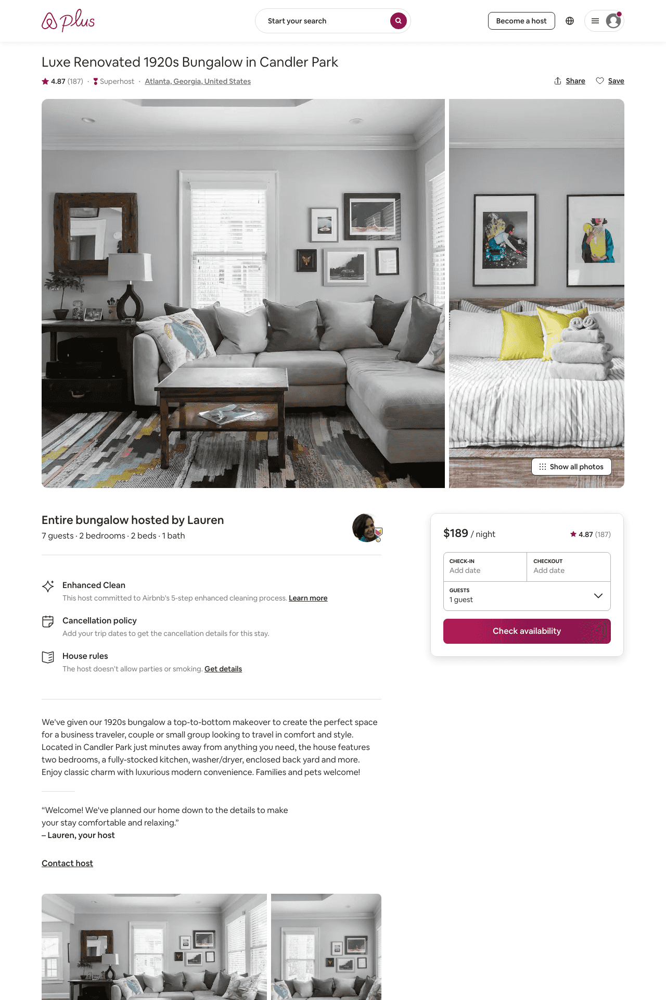 plus
Start your search
Become a host
Luxe Renovated 1920s Bungalow in Candler Park
4.87 (187) · Superhost · Atlanta, Georgia, United States
Share
Save
Show all photos
Entire bungalow hosted by Lauren
7 guests · 2 bedrooms · 2 beds · 1 bath
$189 / night
4.87 (187)
CHECK-IN
Add date
CHECKOUT
Add date
GUESTS
1 guest
Check availability
Enhanced Clean
This host committed to Airbnb's 5-step enhanced cleaning process. Learn more
Cancellation policy
Add your trip dates to get the cancellation details for this stay.
House rules
The host doesn't allow parties or smoking. Get details
We've given our 1920s bungalow a top-to-bottom makeover to create the perfect space
for a business traveler, couple or small group looking to travel in comfort and style.
Located in Candler Park just minutes away from anything you need, the house features
two bedrooms, a fully-stocked kitchen, washer/dryer, enclosed back yard and more.
Enjoy classic charm with luxurious modern convenience. Families and pets welcome!
“Welcome! We've planned our home down to the details to make
your stay comfortable and relaxing.”
– Lauren, your host
Contact host